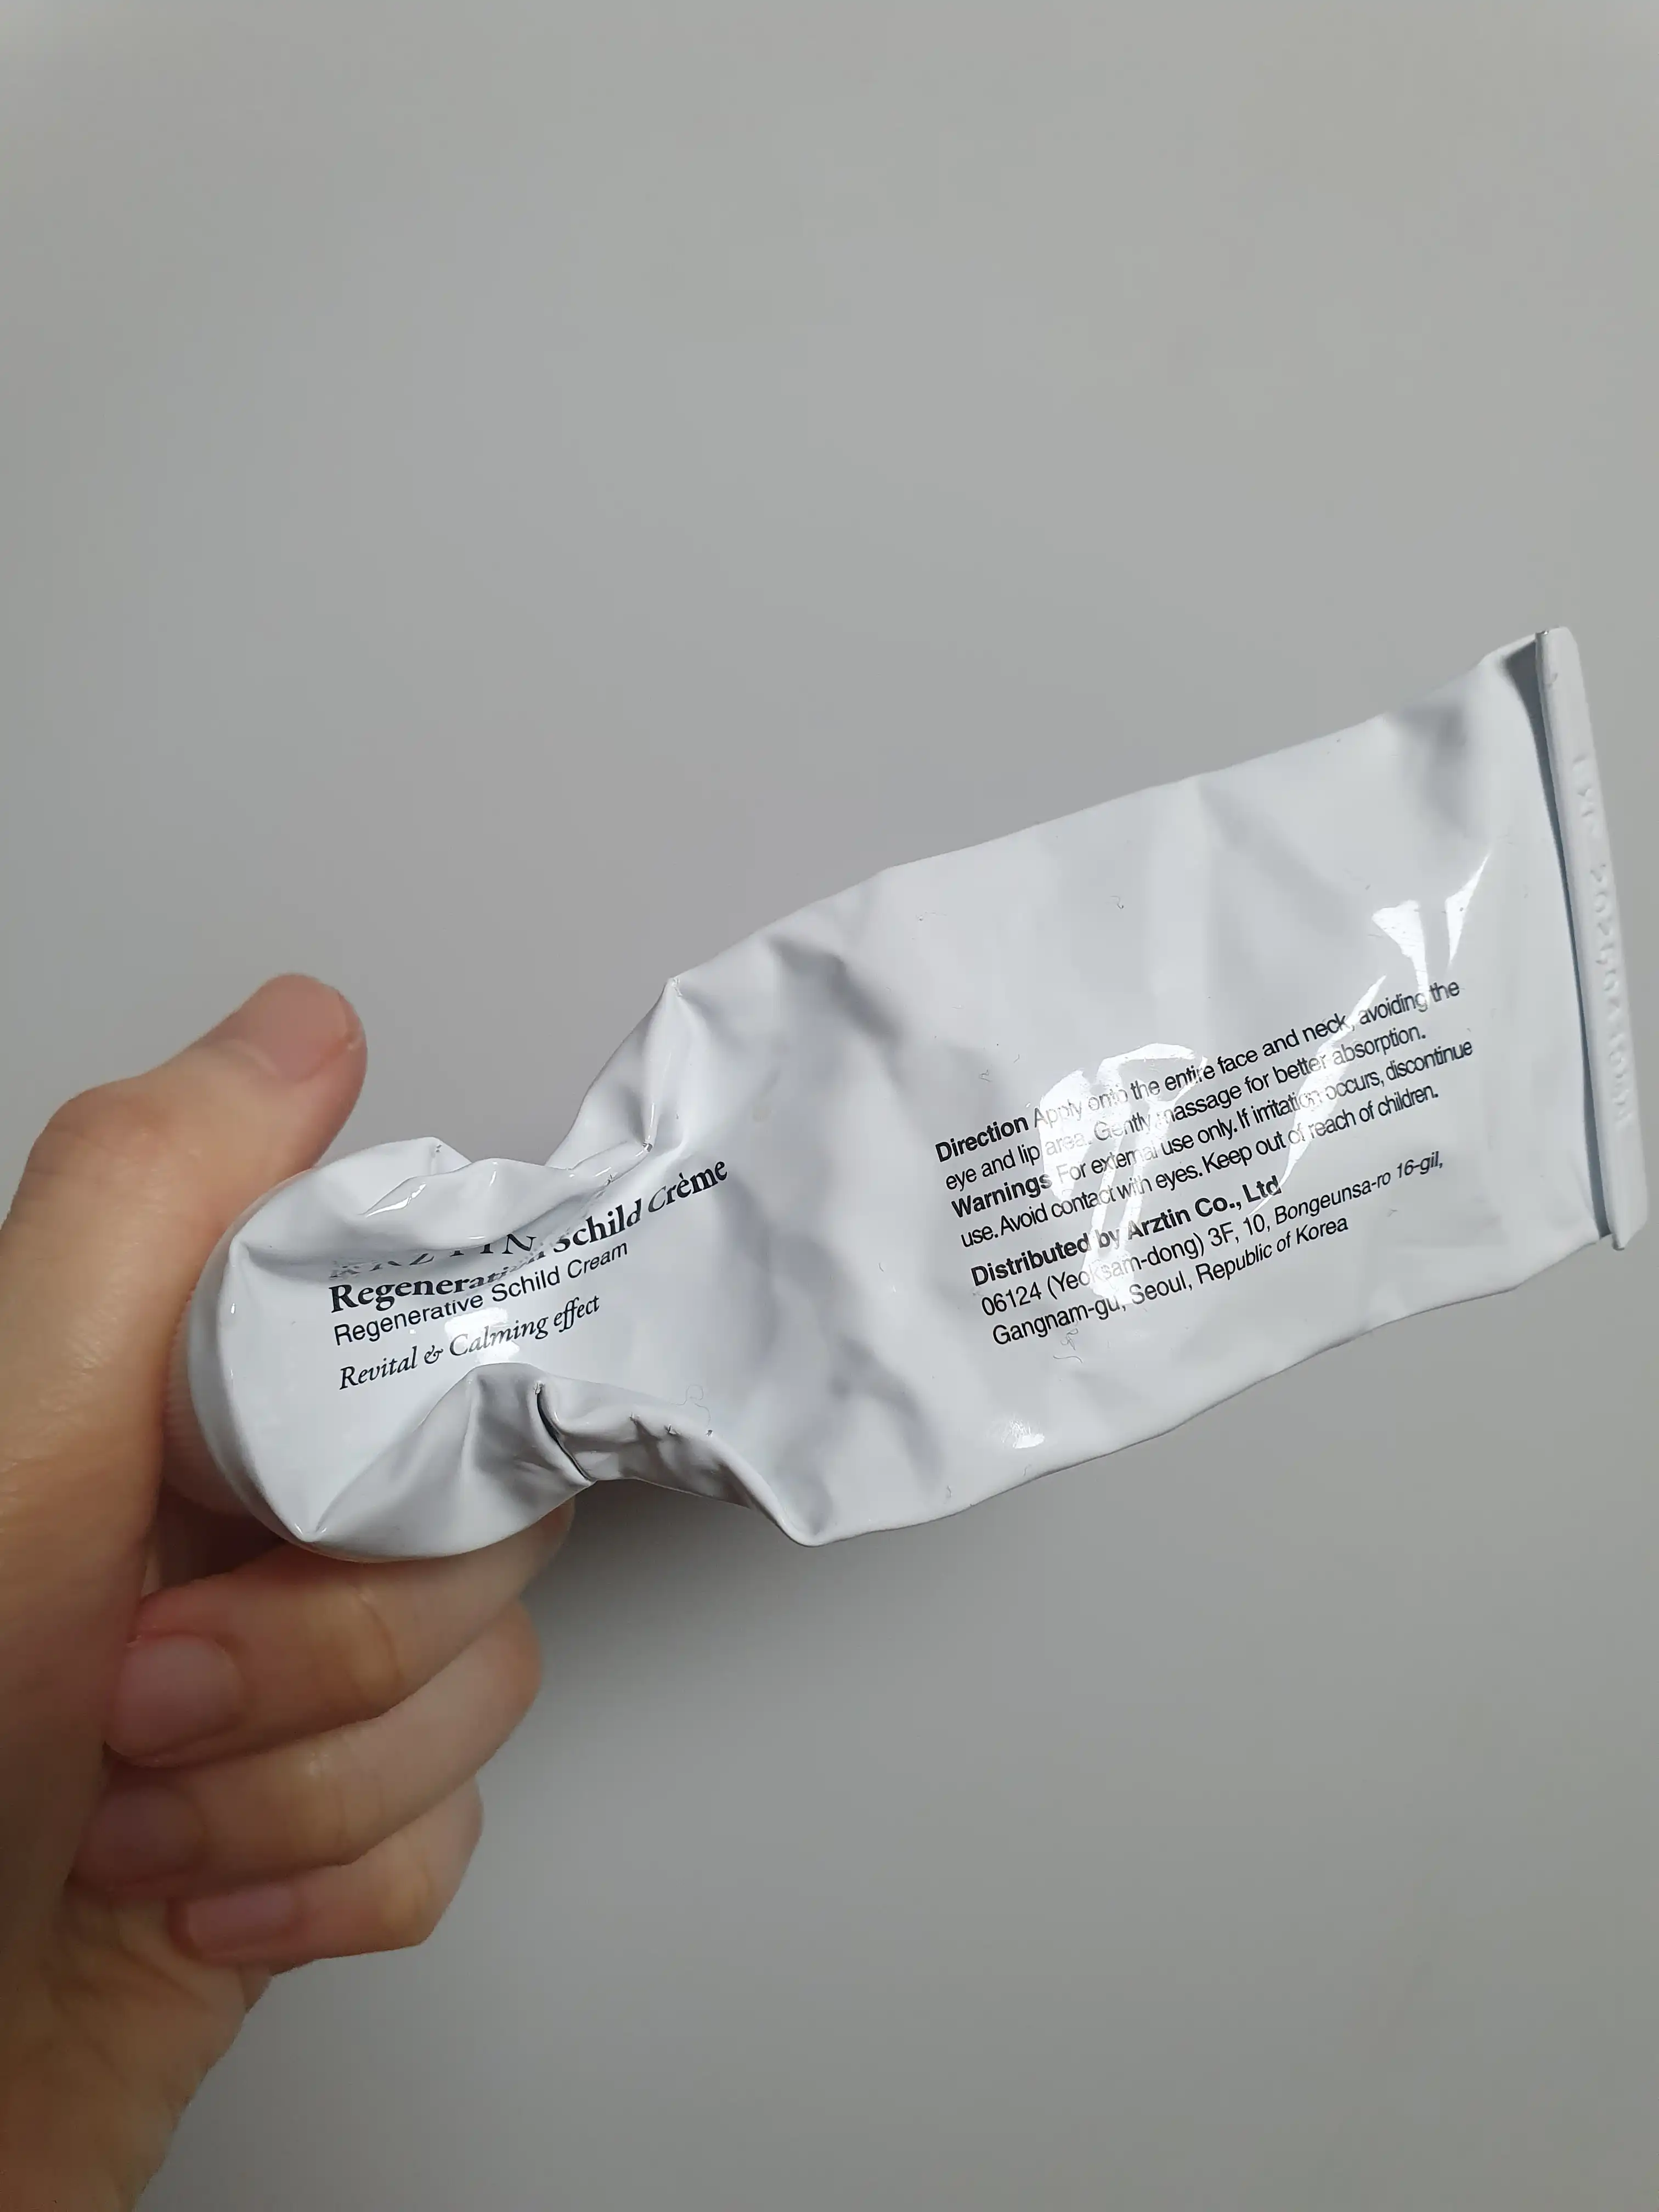 ARZTIN
Regeneration Schild Crème
Regenerative Schild Cream
Revital & Calming effect
Direction Apply onto the entire face and neck, avoiding the
eye and lip area. Gently massage for better absorption.
Warnings For external use only. If irritation occurs, discontinue
use. Avoid contact with eyes. Keep out of reach of children.
Distributed by Arztin Co., Ltd
06124 (Yeoksam-dong) 3F, 10, Bongeunsa-ro 16-gil,
Gangnam-gu, Seoul, Republic of Korea